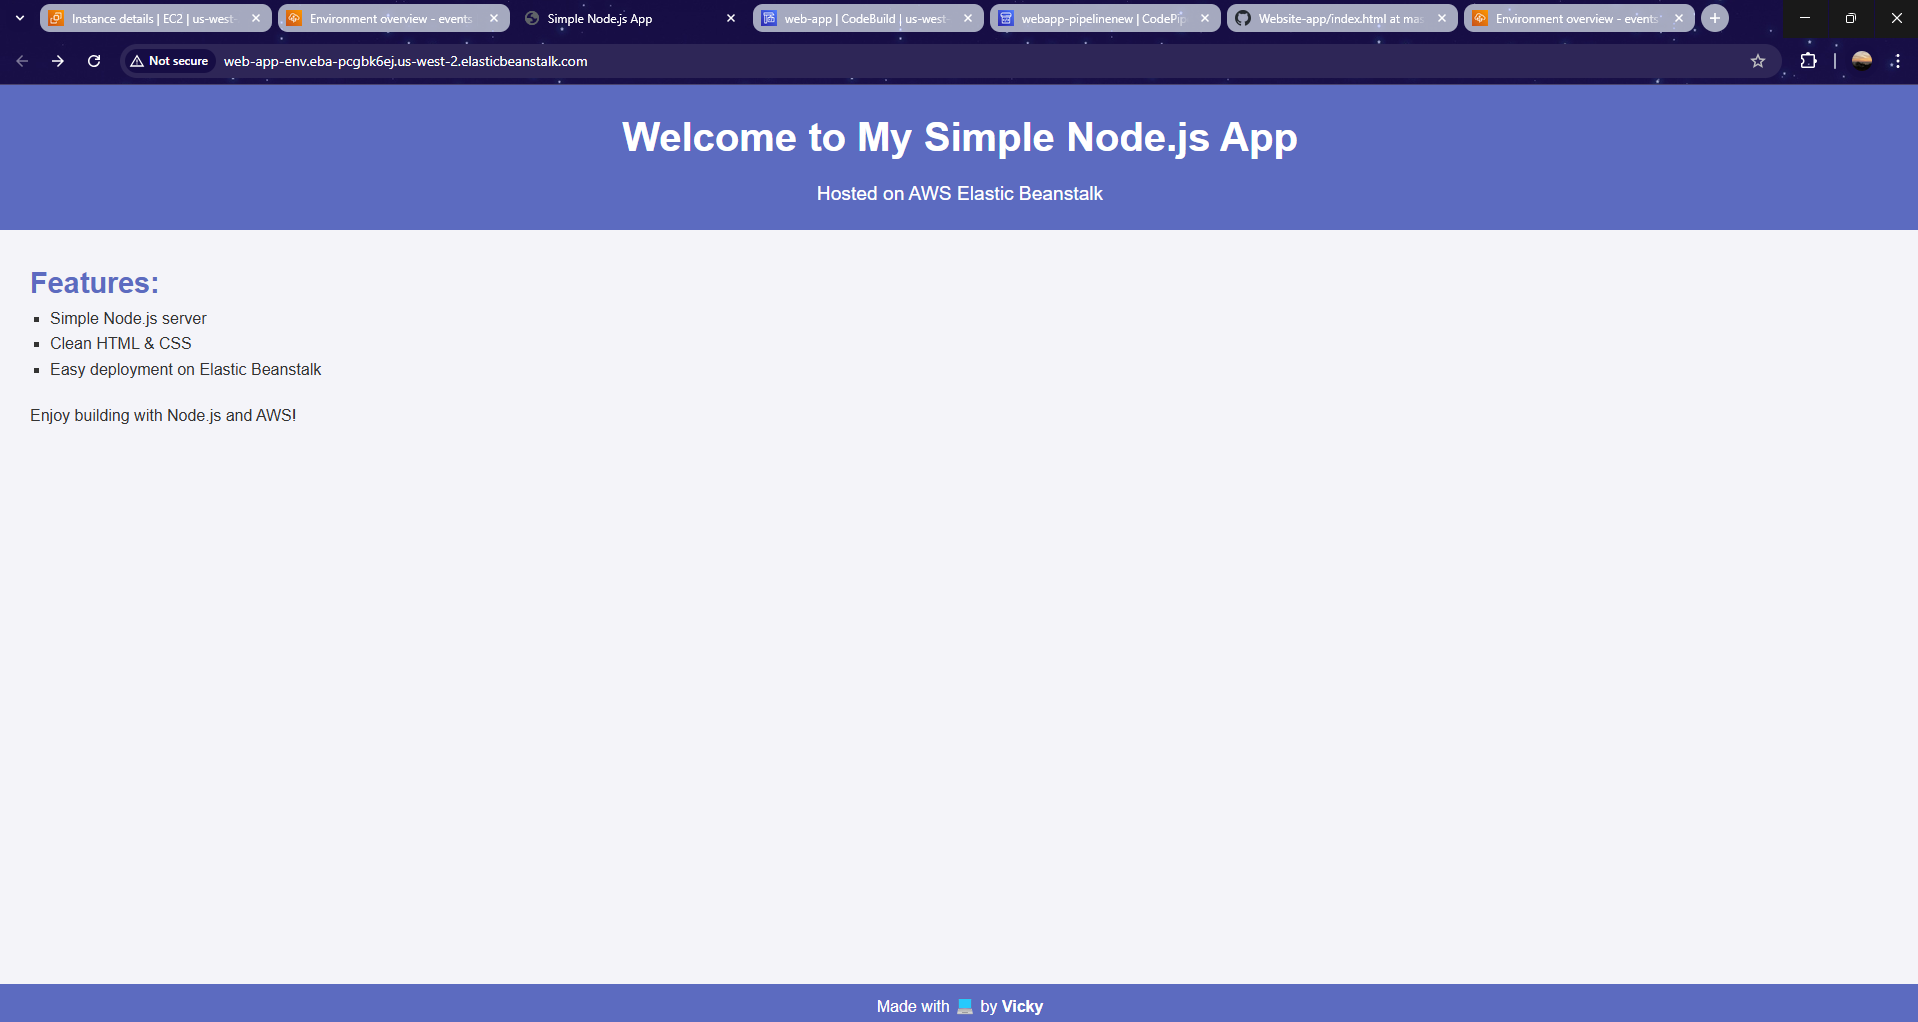 Instance details | EC2 | us-west-
Environment overview - events
Simple Node.js App
web-app | CodeBuild | us-west-
webapp-pipelinenew | CodePip
Website-app/index.html at mas
Environment overview - events
Not secure
web-app-env.eba-pcgbk6ej.us-west-2.elasticbeanstalk.com
Welcome to My Simple Node.js App
Hosted on AWS Elastic Beanstalk
Features:
Simple Node.js server
Clean HTML & CSS
Easy deployment on Elastic Beanstalk
Enjoy building with Node.js and AWS!
Made with 💻 by Vicky